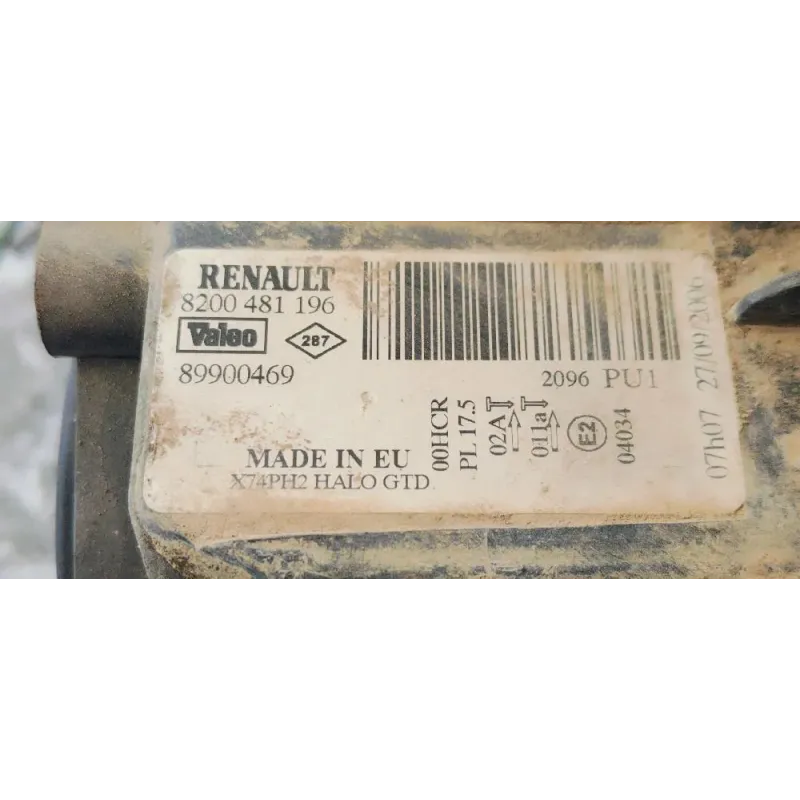 RENAULT
8200 481 196
Valeo 287
89900469
2096 PU1
MADE IN EU
X74PH2 HALO GTD
00HCR
PL 17.5
02A
011a
E2
04034
07h07 27/09/2006